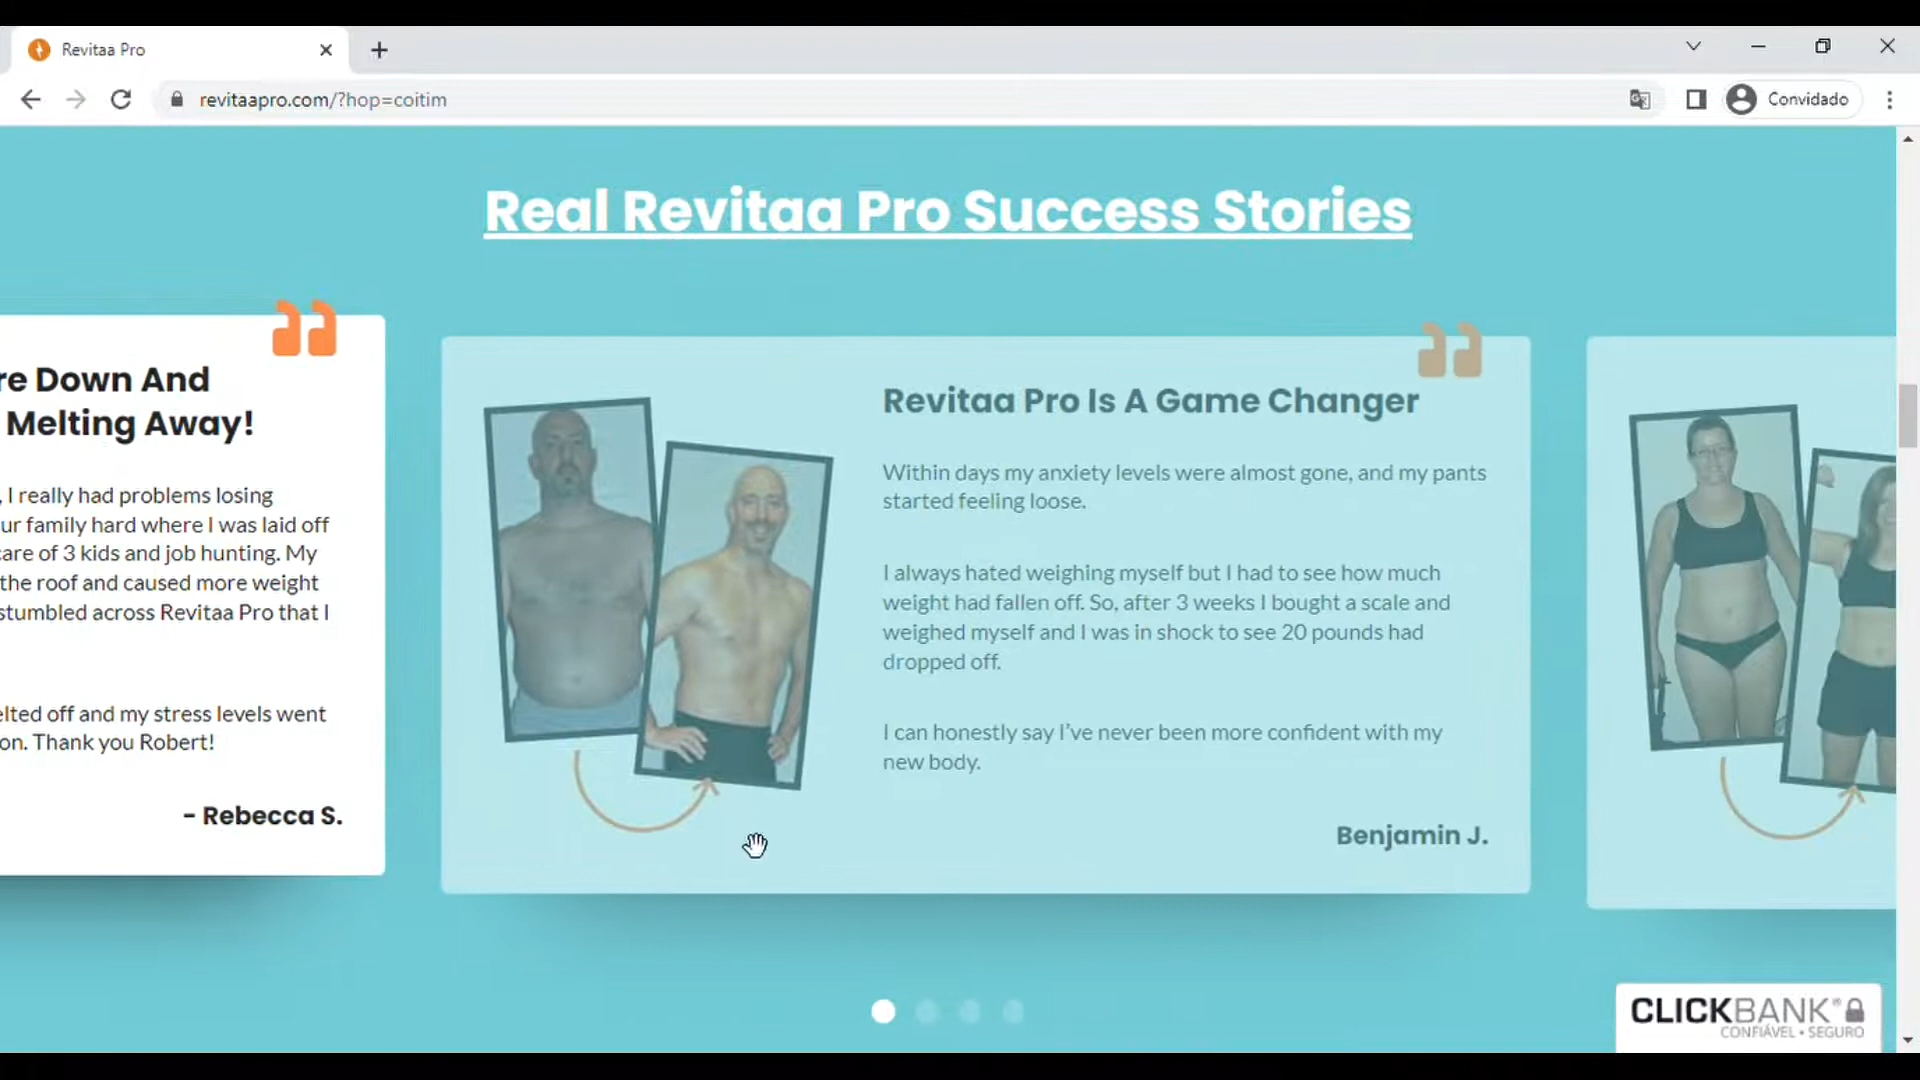 Revitaa Pro
revitaapro.com/?hop=coitim
Convidado
Real Revitaa Pro Success Stories
re Down And
Melting Away!
, I really had problems losing
ur family hard where I was laid off
care of 3 kids and job hunting. My
the roof and caused more weight
stumbled across Revitaa Pro that I
elted off and my stress levels went
on. Thank you Robert!
- Rebecca S.
Revitaa Pro Is A Game Changer
Within days my anxiety levels were almost gone, and my pants
started feeling loose.
I always hated weighing myself but I had to see how much
weight had fallen off. So, after 3 weeks I bought a scale and
weighed myself and I was in shock to see 20 pounds had
dropped off.
I can honestly say I've never been more confident with my
new body.
Benjamin J.
CLICKBANK®
CONFIÁVEL • SEGURO